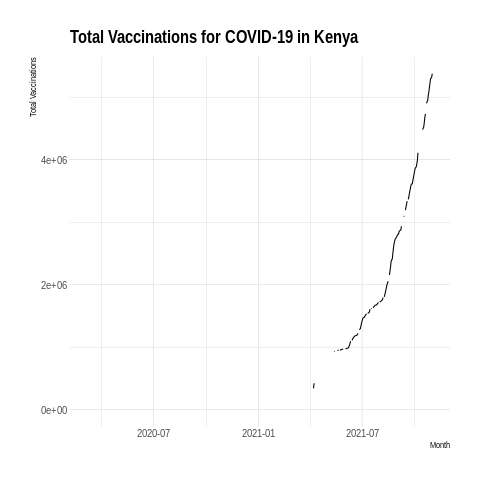 Total Vaccinations for COVID-19 in Kenya
Total Vaccinations
4e+06
2e+06
0e+00
2020-07
2021-01
2021-07
Month